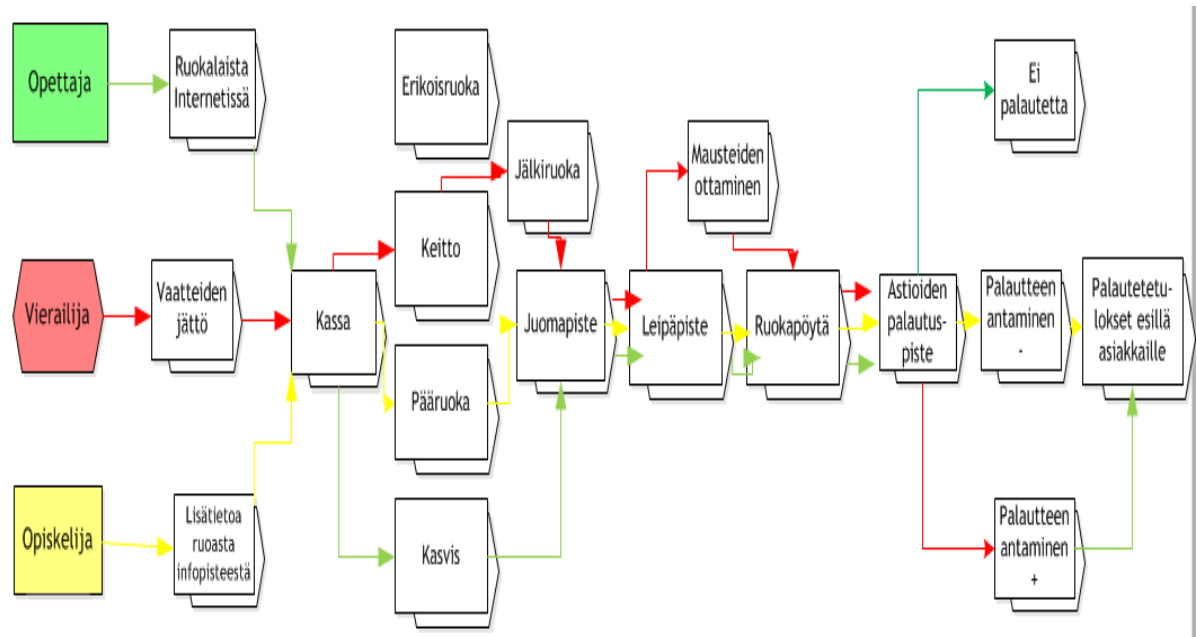 Opettaja
Ruokalaista
Internetissä
Erikoisruoka
Ei
palautetta
Jälkiruoka
Mausteiden
ottaminen
Keitto
Vierailija
Vaatteiden
jättö
Kassa
Juomapiste
Leipäpiste
Ruokapöytä
Astioiden
palautus-
piste
Palautteen
antaminen
-
Palautetetu-
lokset esillä
asiakkaille
Pääruoka
Opiskelija
Lisätietoa
ruoasta
infopisteestä
Kasvis
Palautteen
antaminen
+